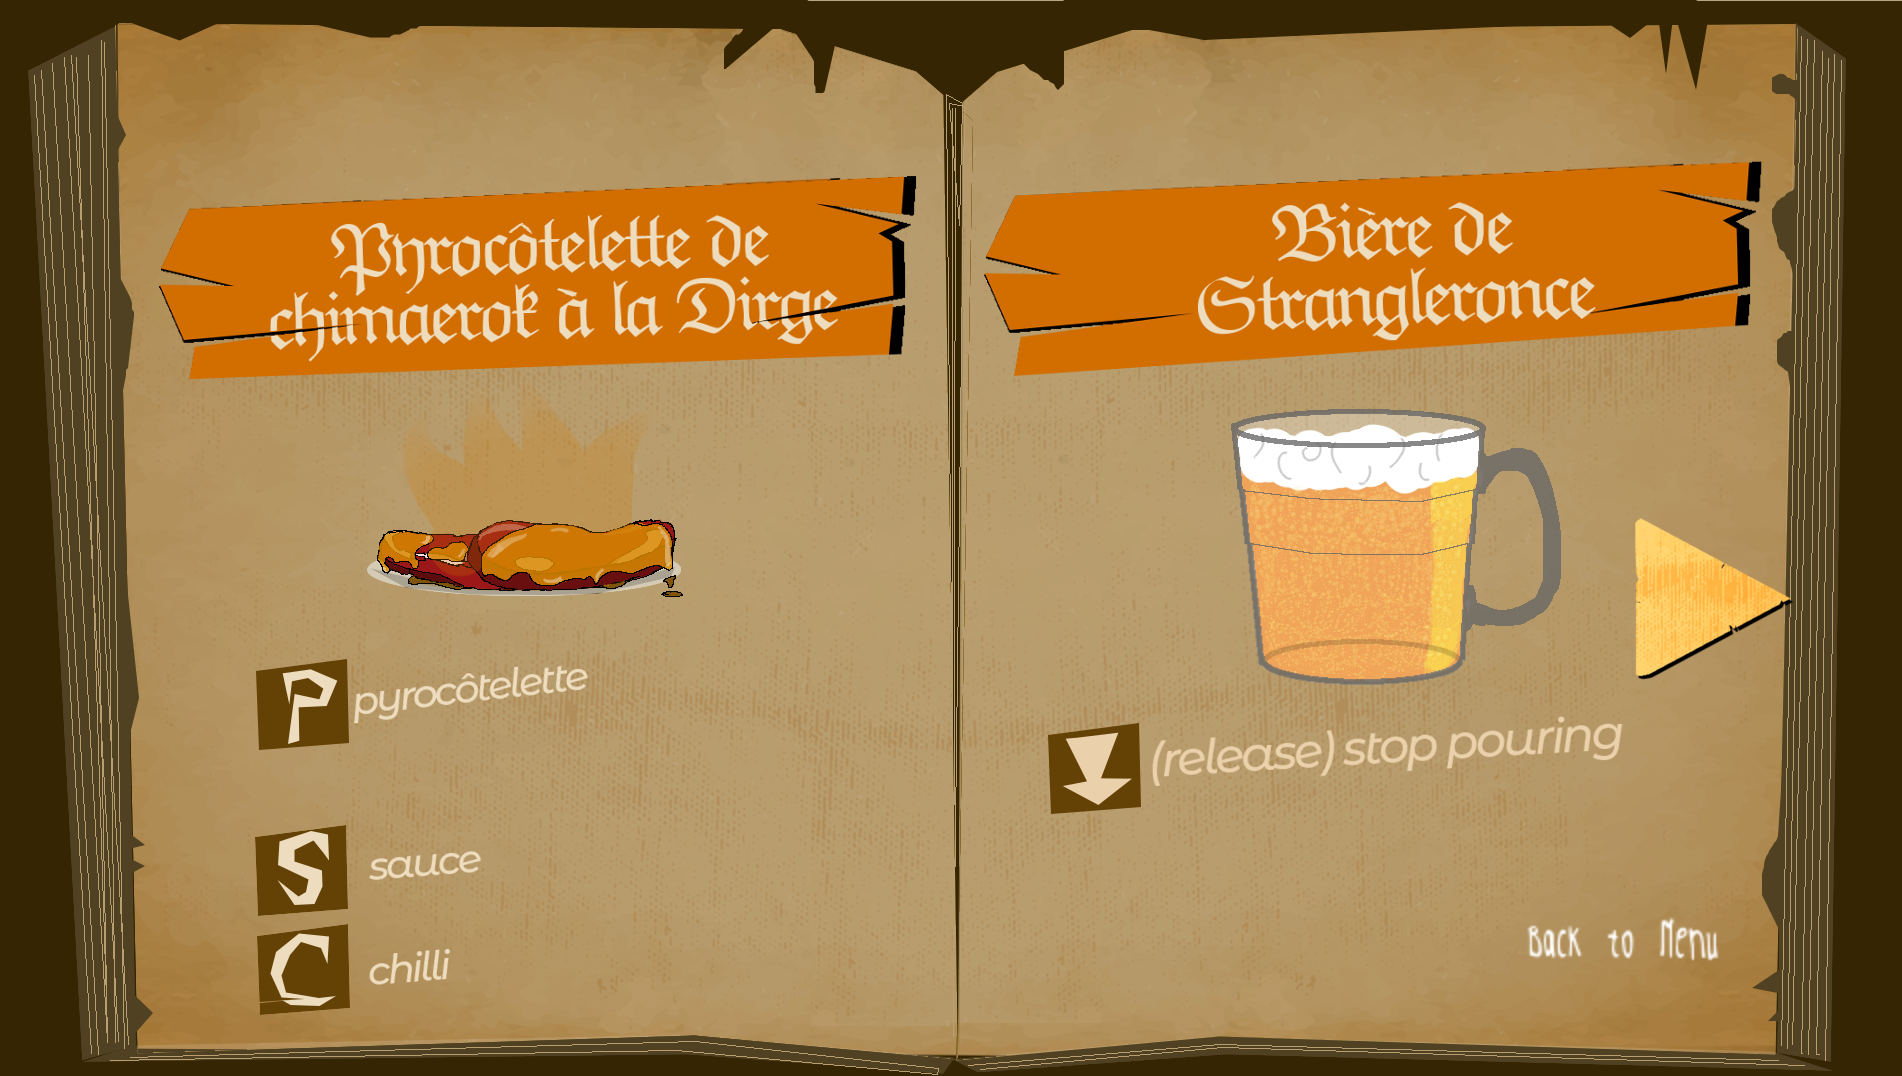 Pyrocôtelette de
chimaerok à la Dirge
P pyrocôtelette
S sauce
C chilli
Bière de
Strangleronce
(release) stop pouring
Back to Menu